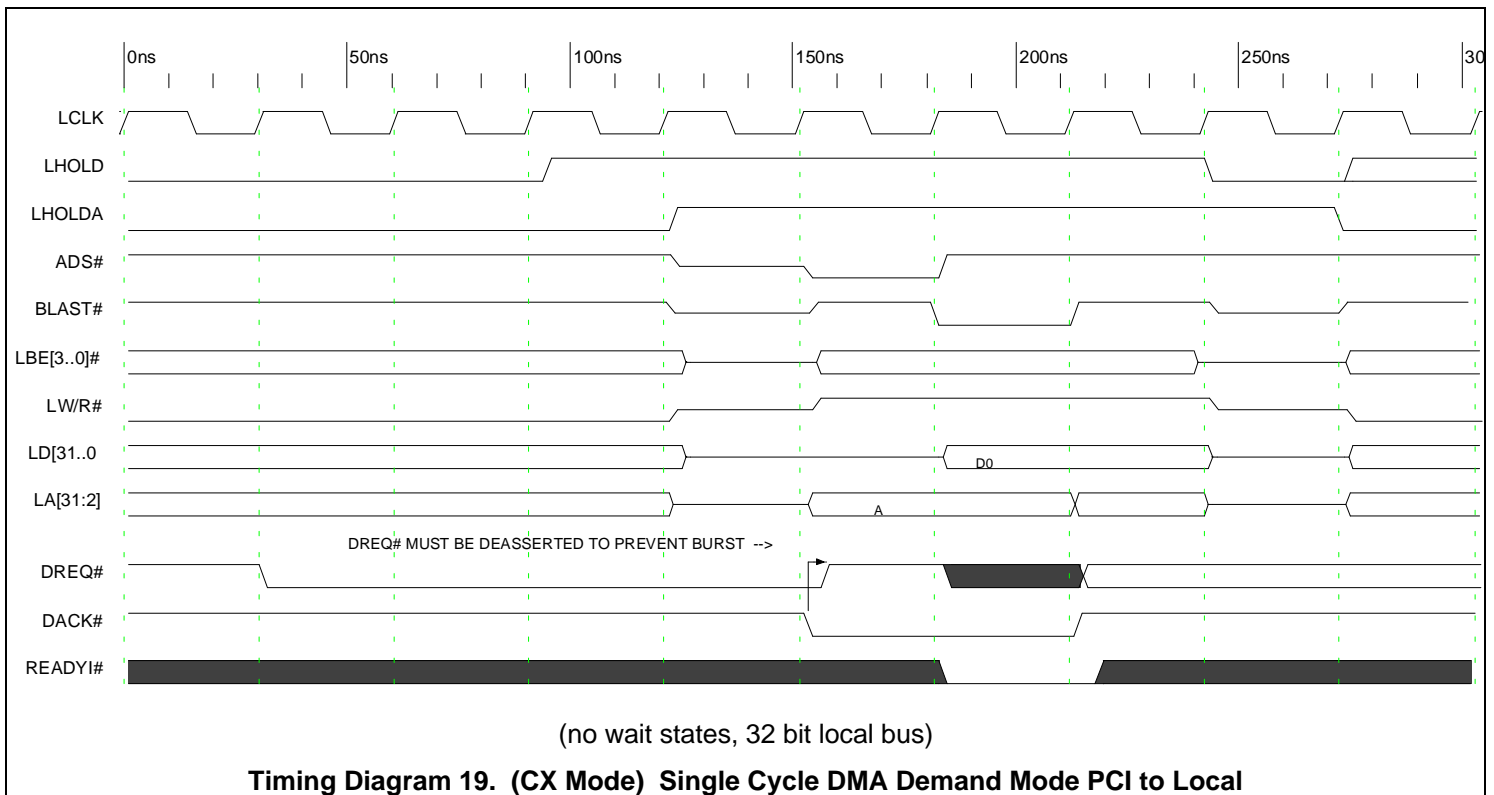 0ns 50ns 100ns 150ns 200ns 250ns 30
LCLK
LHOLD
LHOLDA
ADS#
BLAST#
LBE[3..0]#
LW/R#
LD[31..0
D0
LA[31:2]
A
DREQ# MUST BE DEASSERTED TO PREVENT BURST -->
DREQ#
DACK#
READYI#
(no wait states, 32 bit local bus)
Timing Diagram 19. (CX Mode) Single Cycle DMA Demand Mode PCI to Local